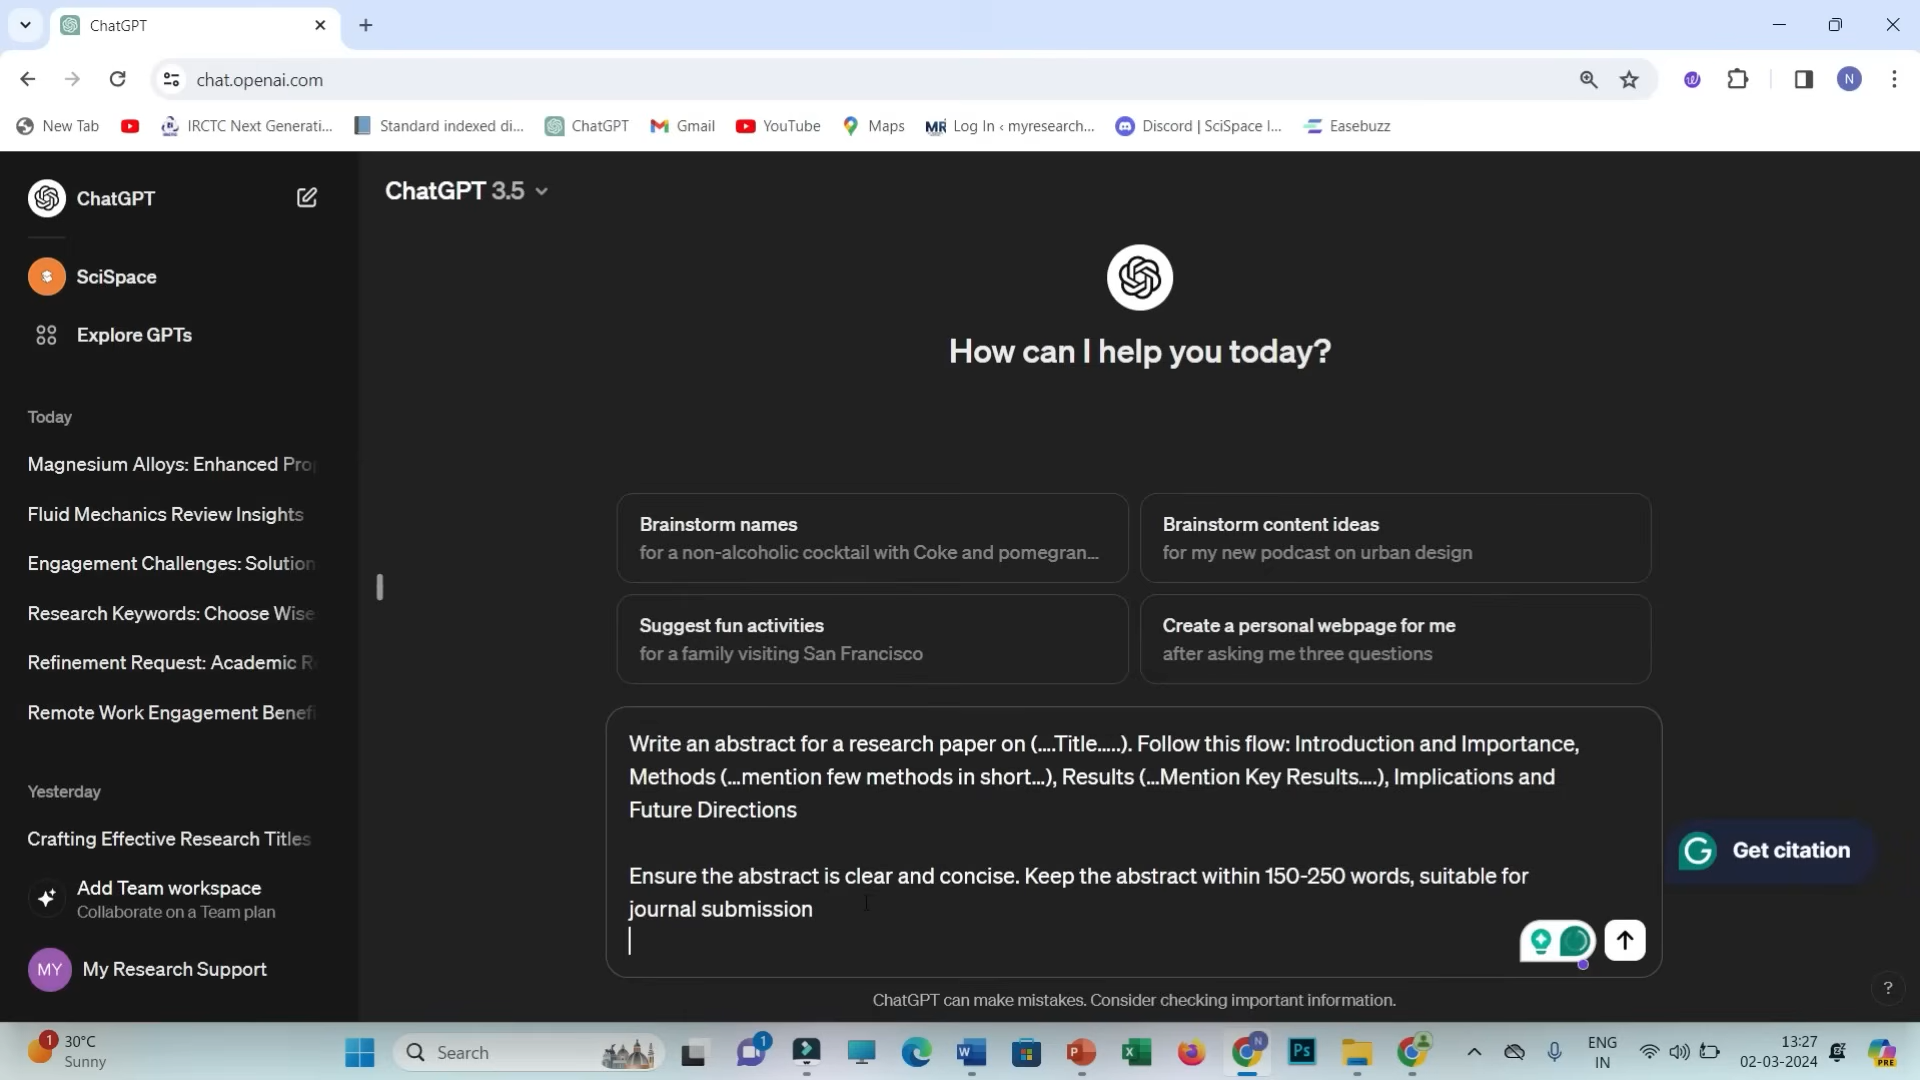 ChatGPT
chat.openai.com
New Tab
IRCTC Next Generati...
Standard indexed di...
ChatGPT
Gmail
YouTube
Maps
MR Log In ‹ myresearch...
Discord | SciSpace I...
Easebuzz
N
ChatGPT
SciSpace
Explore GPTs
Today
Magnesium Alloys: Enhanced Pro
Fluid Mechanics Review Insights
Engagement Challenges: Solution
Research Keywords: Choose Wise
Refinement Request: Academic R
Remote Work Engagement Benefi
Yesterday
Crafting Effective Research Titles
Add Team workspace
Collaborate on a Team plan
MY My Research Support
ChatGPT 3.5
How can I help you today?
Brainstorm names
for a non-alcoholic cocktail with Coke and pomegran...
Brainstorm content ideas
for my new podcast on urban design
Suggest fun activities
for a family visiting San Francisco
Create a personal webpage for me
after asking me three questions
Write an abstract for a research paper on (....Title.....). Follow this flow: Introduction and Importance,
Methods (...mention few methods in short...), Results (...Mention Key Results....), Implications and
Future Directions
Ensure the abstract is clear and concise. Keep the abstract within 150-250 words, suitable for
journal submission
Get citation
ChatGPT can make mistakes. Consider checking important information.
?
1
30°C
Sunny
Search
1
W
P
X
N
Ps
ENG
IN
13:27
02-03-2024
PRE